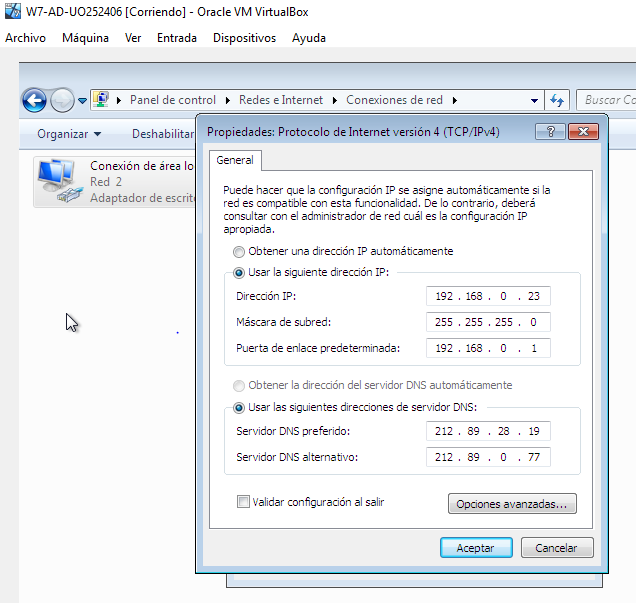 W7-AD-UO252406 [Corriendo] - Oracle VM VirtualBox
Archivo Máquina Ver Entrada Dispositivos Ayuda
Panel de control Redes e Internet Conexiones de red
Buscar Co
Organizar Deshabilitar
Conexión de área lo
Red 2
Adaptador de escrito
Propiedades: Protocolo de Internet versión 4 (TCP/IPv4)
General
Puede hacer que la configuración IP se asigne automáticamente si la
red es compatible con esta funcionalidad. De lo contrario, deberá
consultar con el administrador de red cuál es la configuración IP
apropiada.
Obtener una dirección IP automáticamente
Usar la siguiente dirección IP:
Dirección IP: 192 . 168 . 0 . 23
Máscara de subred: 255 . 255 . 255 . 0
Puerta de enlace predeterminada: 192 . 168 . 0 . 1
Obtener la dirección del servidor DNS automáticamente
Usar las siguientes direcciones de servidor DNS:
Servidor DNS preferido: 212 . 89 . 28 . 19
Servidor DNS alternativo: 212 . 89 . 0 . 77
Validar configuración al salir
Opciones avanzadas...
Aceptar Cancelar